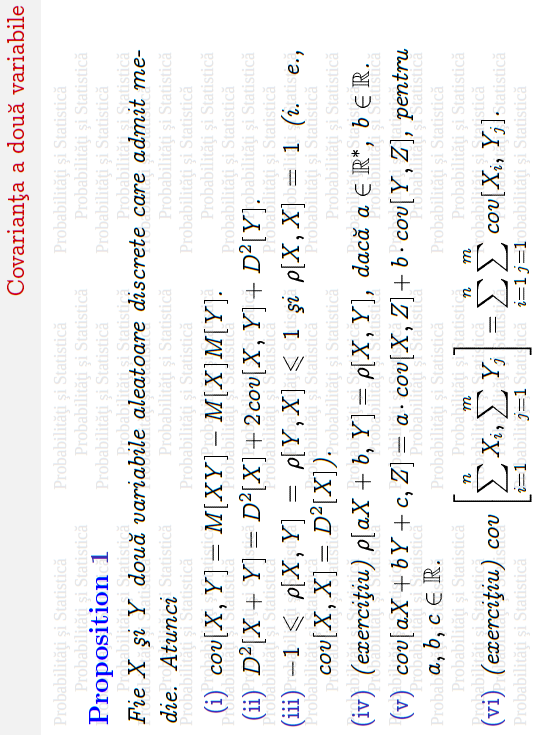 Covarianţa a două variabile
Proposition 1
Fie X şi Y două variabile aleatoare discrete care admit me-
die. Atunci
(i) cov[X, Y] = M[XY] − M[X]M[Y].
(ii) D²[X + Y] = D²[X] + 2cov[X, Y] + D²[Y].
(iii) −1 ⩽ ρ[X, Y] = ρ[Y, X] ⩽ 1 şi ρ[X, X] = 1 (i. e.,
cov[X, X] = D²[X]).
(iv) (exerciţiu) ρ[aX + b, Y] = ρ[X, Y], dacă a ∈ ℝ*, b ∈ ℝ.
(v) cov[aX + bY + c, Z] = a · cov[X, Z] + b · cov[Y, Z], pentru
a, b, c ∈ ℝ.
(vi) (exerciţiu) cov [∑_{i=1}^{n} X_i, ∑_{j=1}^{m} Y_j] = ∑_{i=1}^{n} ∑_{j=1}^{m} cov[X_i, Y_j].